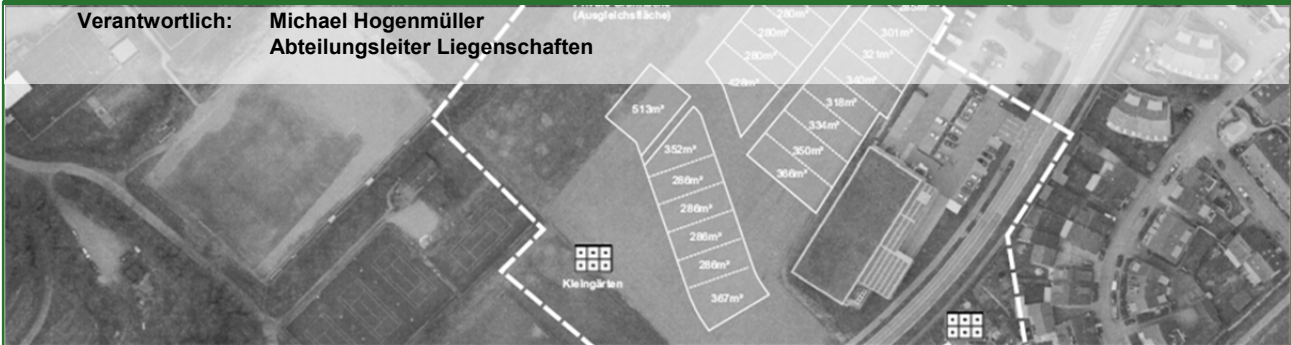 Verantwortlich: Michael Hogenmüller
Abteilungsleiter Liegenschaften
(Ausgleichsfläche)
280m²
280m²
280m²
428m²
301m²
321m²
340m²
318m²
334m²
350m²
366m²
513m²
352m²
286m²
286m²
286m²
286m²
367m²
Kleingärten